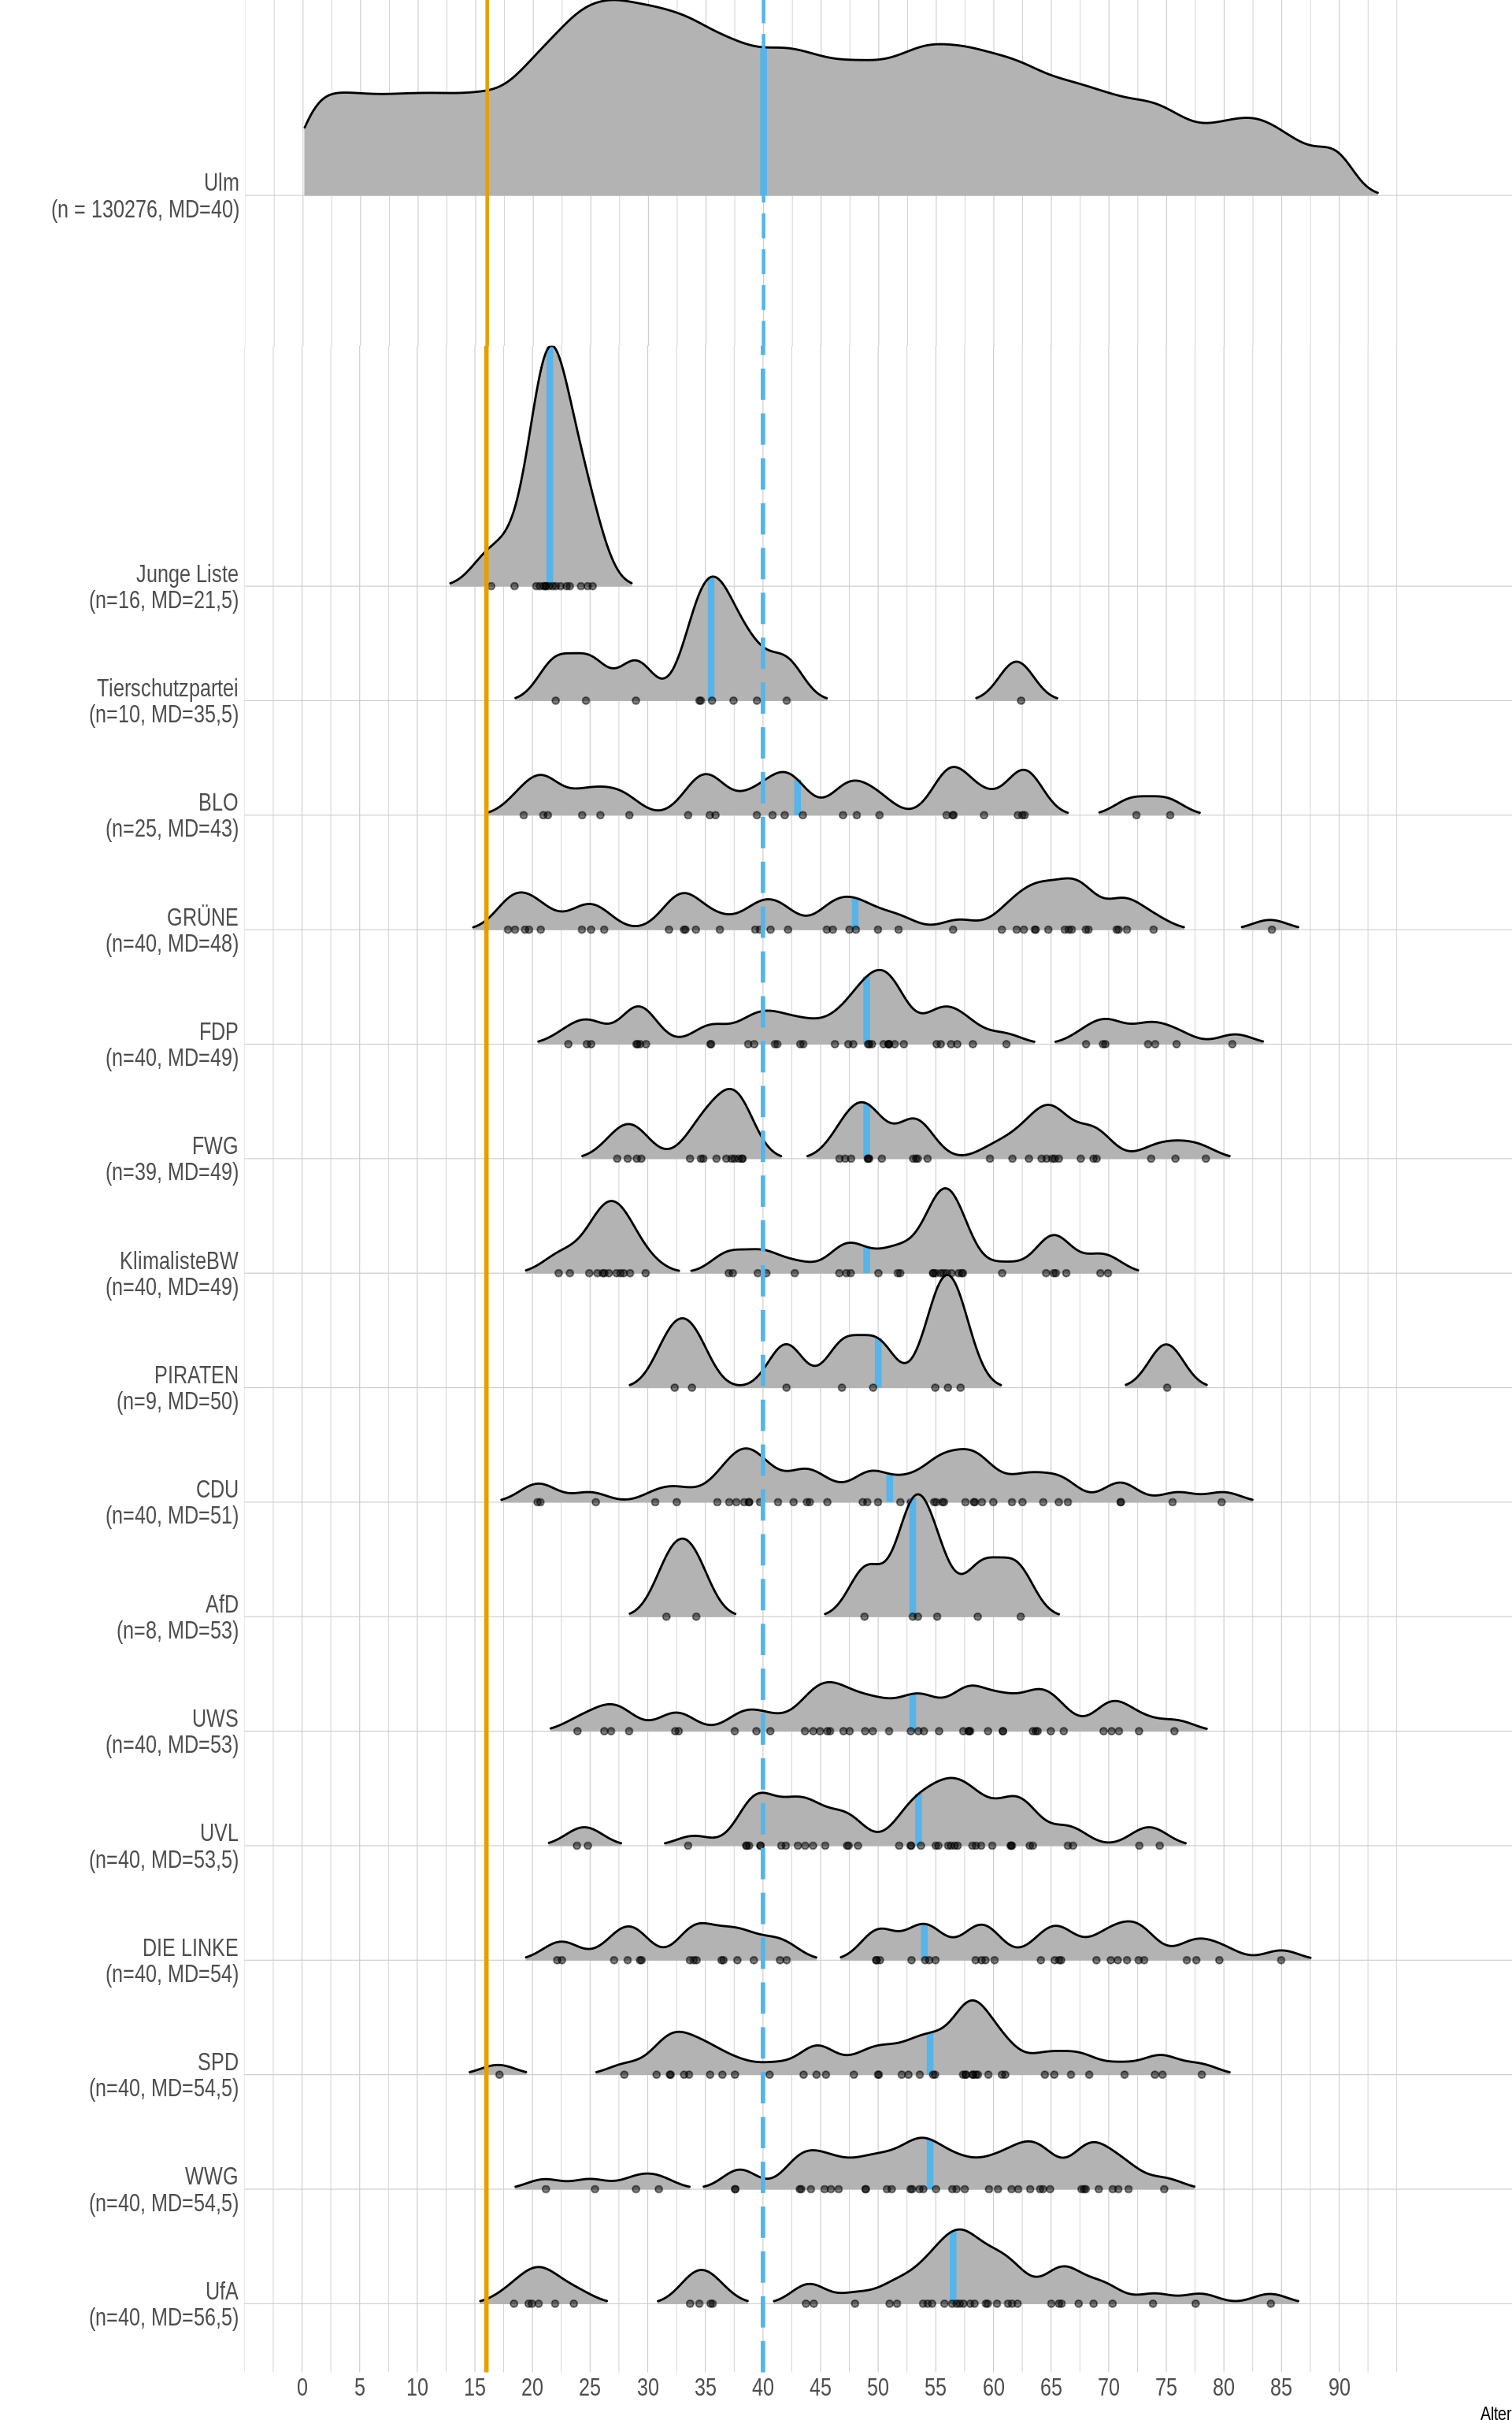 Ulm
(n = 130276, MD=40)
Junge Liste
(n=16, MD=21,5)
Tierschutzpartei
(n=10, MD=35,5)
BLO
(n=25, MD=43)
GRÜNE
(n=40, MD=48)
FDP
(n=40, MD=49)
FWG
(n=39, MD=49)
KlimalisteBW
(n=40, MD=49)
PIRATEN
(n=9, MD=50)
CDU
(n=40, MD=51)
AfD
(n=8, MD=53)
UWS
(n=40, MD=53)
UVL
(n=40, MD=53,5)
DIE LINKE
(n=40, MD=54)
SPD
(n=40, MD=54,5)
WWG
(n=40, MD=54,5)
UfA
(n=40, MD=56,5)
0 5 10 15 20 25 30 35 40 45 50 55 60 65 70 75 80 85 90
Alter